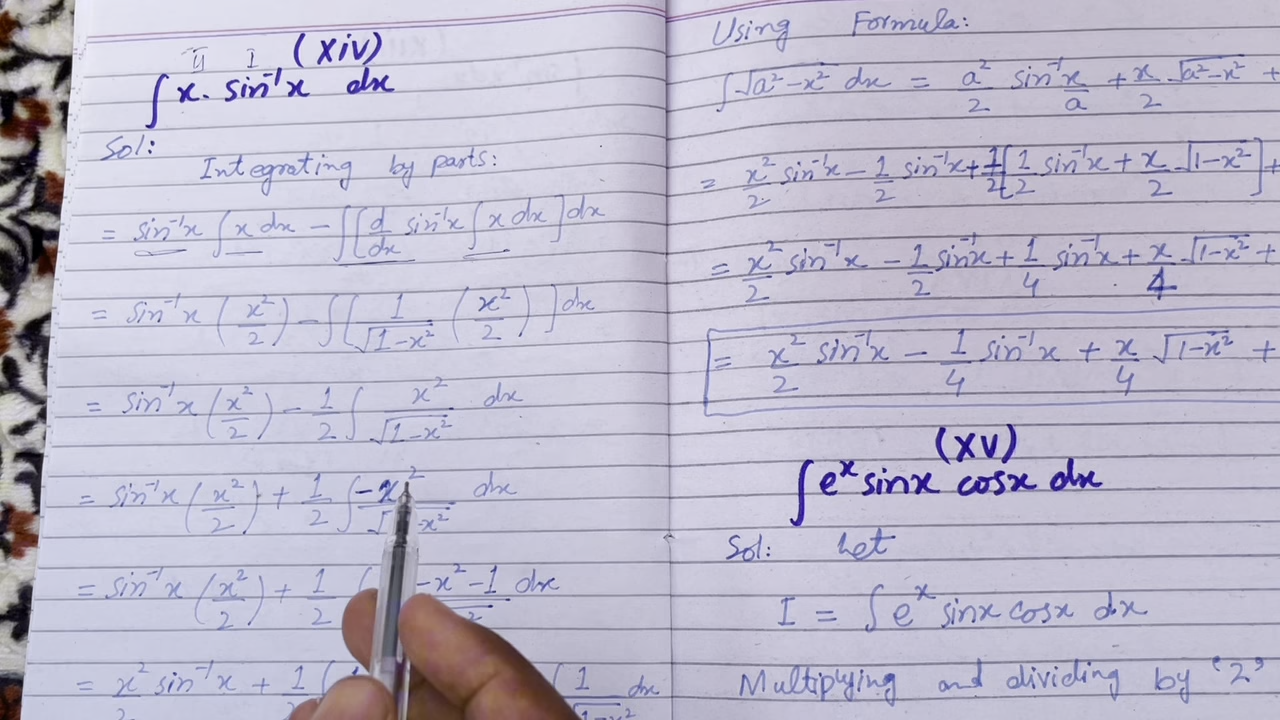 II I (xiv)
∫ x. sin⁻¹x dx
Sol:
Integrating by parts:
= sin⁻¹x ∫ x dx − ∫[d/dx sin⁻¹x ∫ x dx] dx
= sin⁻¹x (x²/2) − ∫[1/√1−x² (x²/2)] dx
= sin⁻¹x (x²/2) − 1/2 ∫ x²/√1−x² dx
= sin⁻¹x (x²/2) + 1/2 ∫ −x²/√ −x² dx
= sin⁻¹x (x²/2) + 1/2 −x²−1 dx
= x² sin⁻¹x + 1 1/√1−x² dx
Using Formula:
∫ √a²−x² dx = a²/2 sin⁻¹ x/a + x/2 √a²−x² +
= x²/2 sin⁻¹x − 1/2 sin⁻¹x + 1/2[1/2 sin⁻¹x + x/2 √1−x²] +
= x²/2 sin⁻¹x − 1/2 sin⁻¹x + 1/4 sin⁻¹x + x/4 √1−x² +
= x²/2 sin⁻¹x − 1/4 sin⁻¹x + x/4 √1−x² +
(XV)
∫ eˣ sinx cosx dx
Sol: Let
I = ∫ eˣ sinx cosx dx
Multiplying and dividing by '2'